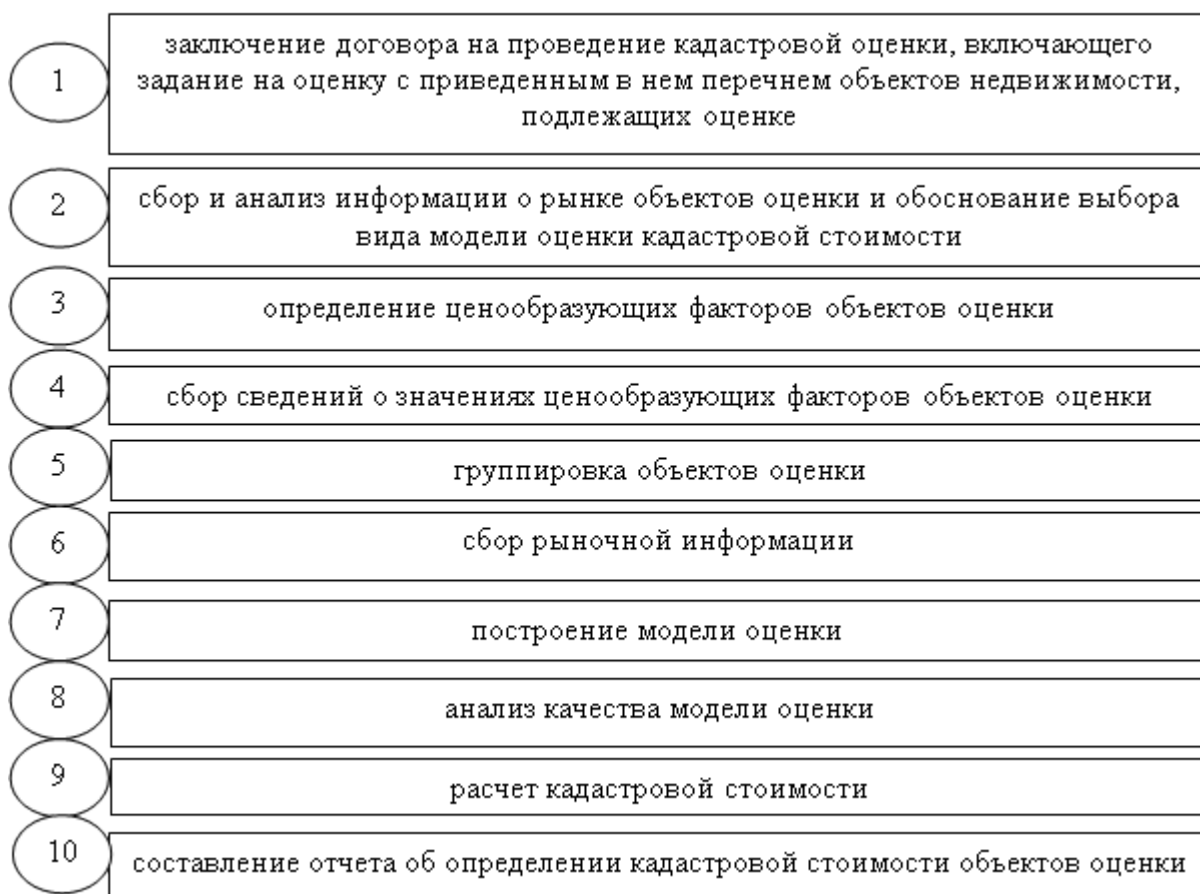 1
заключение договора на проведение кадастровой оценки, включающего
задание на оценку с приведенным в нем перечнем объектов недвижимости,
подлежащих оценке
2
сбор и анализ информации о рынке объектов оценки и обоснование выбора
вида модели оценки кадастровой стоимости
3
определение ценообразующих факторов объектов оценки
4
сбор сведений о значениях ценообразующих факторов объектов оценки
5
группировка объектов оценки
6
сбор рыночной информации
7
построение модели оценки
8
анализ качества модели оценки
9
расчет кадастровой стоимости
10
составление отчета об определении кадастровой стоимости объектов оценки